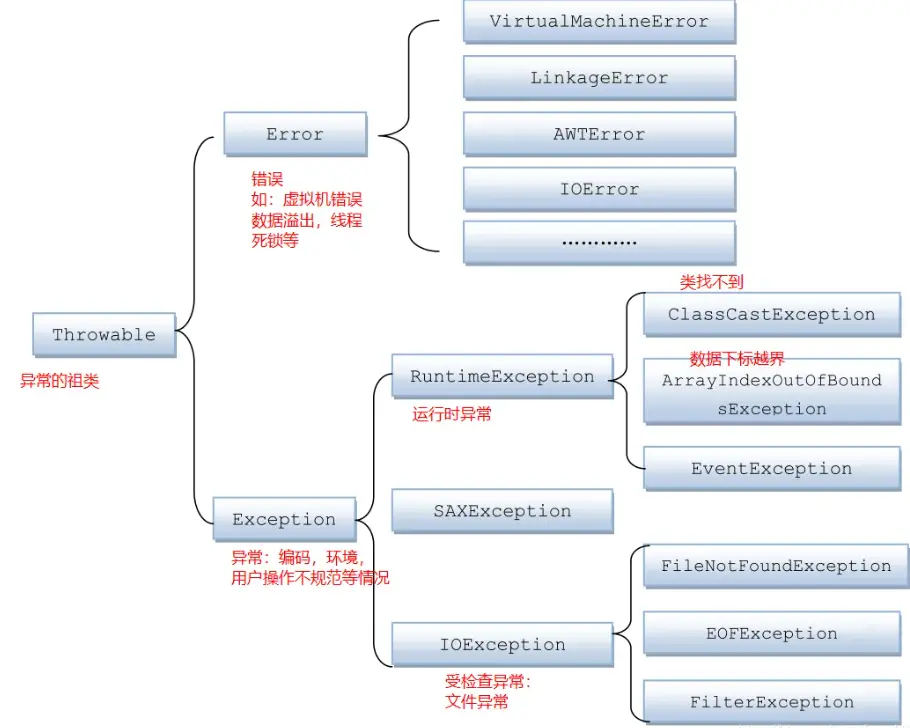 VirtualMachineError
LinkageError
Error
AWTError
错误
如：虚拟机错误
数据溢出，线程
死锁等
IOError
…………
类找不到
ClassCastException
Throwable
异常的祖类
数据下标越界
RuntimeException
ArrayIndexOutOfBound
sException
运行时异常
EventException
Exception
SAXException
异常：编码，环境，
用户操作不规范等情况
FileNotFoundException
IOException
EOFException
受检查异常：
文件异常
FilterException